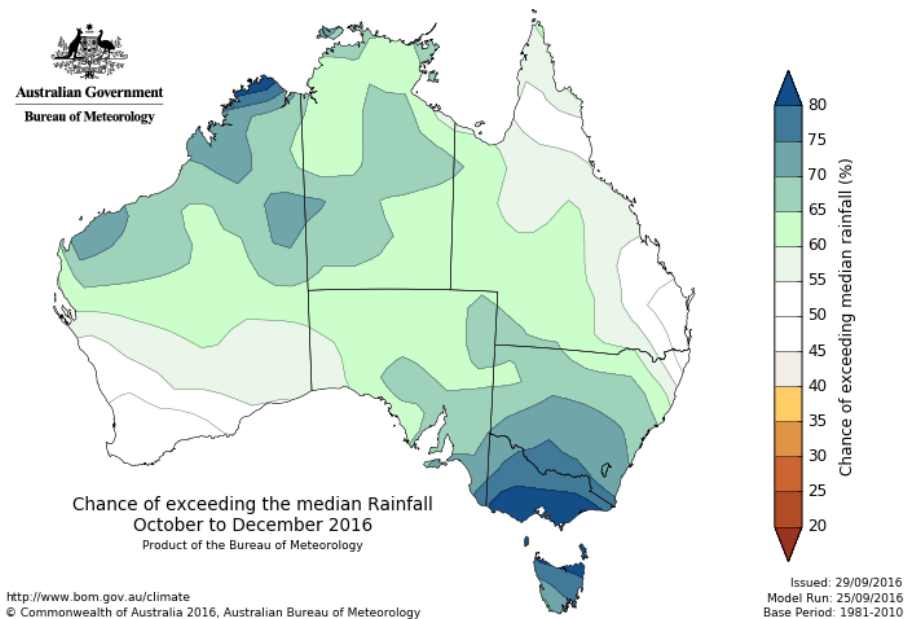 Australian Government
Bureau of Meteorology
80
75
70
65
60
55
50
45
40
35
30
25
20
Chance of exceeding median rainfall (%)
Chance of exceeding the median Rainfall
October to December 2016
Product of the Bureau of Meteorology
http://www.bom.gov.au/climate
© Commonwealth of Australia 2016, Australian Bureau of Meteorology
Issued: 29/09/2016
Model Run: 25/09/2016
Base Period: 1981-2010